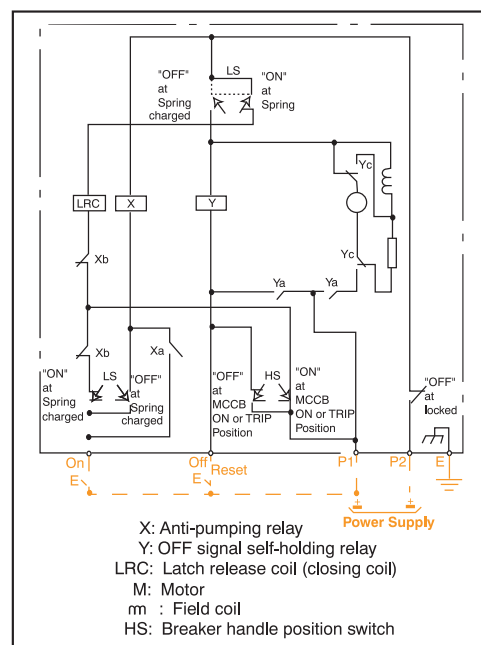 "OFF"
at
Spring
charged
LS
"ON"
at
Spring
Yc
LRC
X
Y
Yc
Xb
Ya
Ya
Xb
Xa
"ON"
at
Spring
charged
LS
"OFF"
at
Spring
charged
"OFF"
at
MCCB
ON or TRIP
Position
HS
"ON"
at
MCCB
ON or TRIP
Position
"OFF"
at
locked
On
Off
Reset
P1
P2
E
E
E
Power Supply
X: Anti-pumping relay
Y: OFF signal self-holding relay
LRC: Latch release coil (closing coil)
M: Motor
m : Field coil
HS: Breaker handle position switch